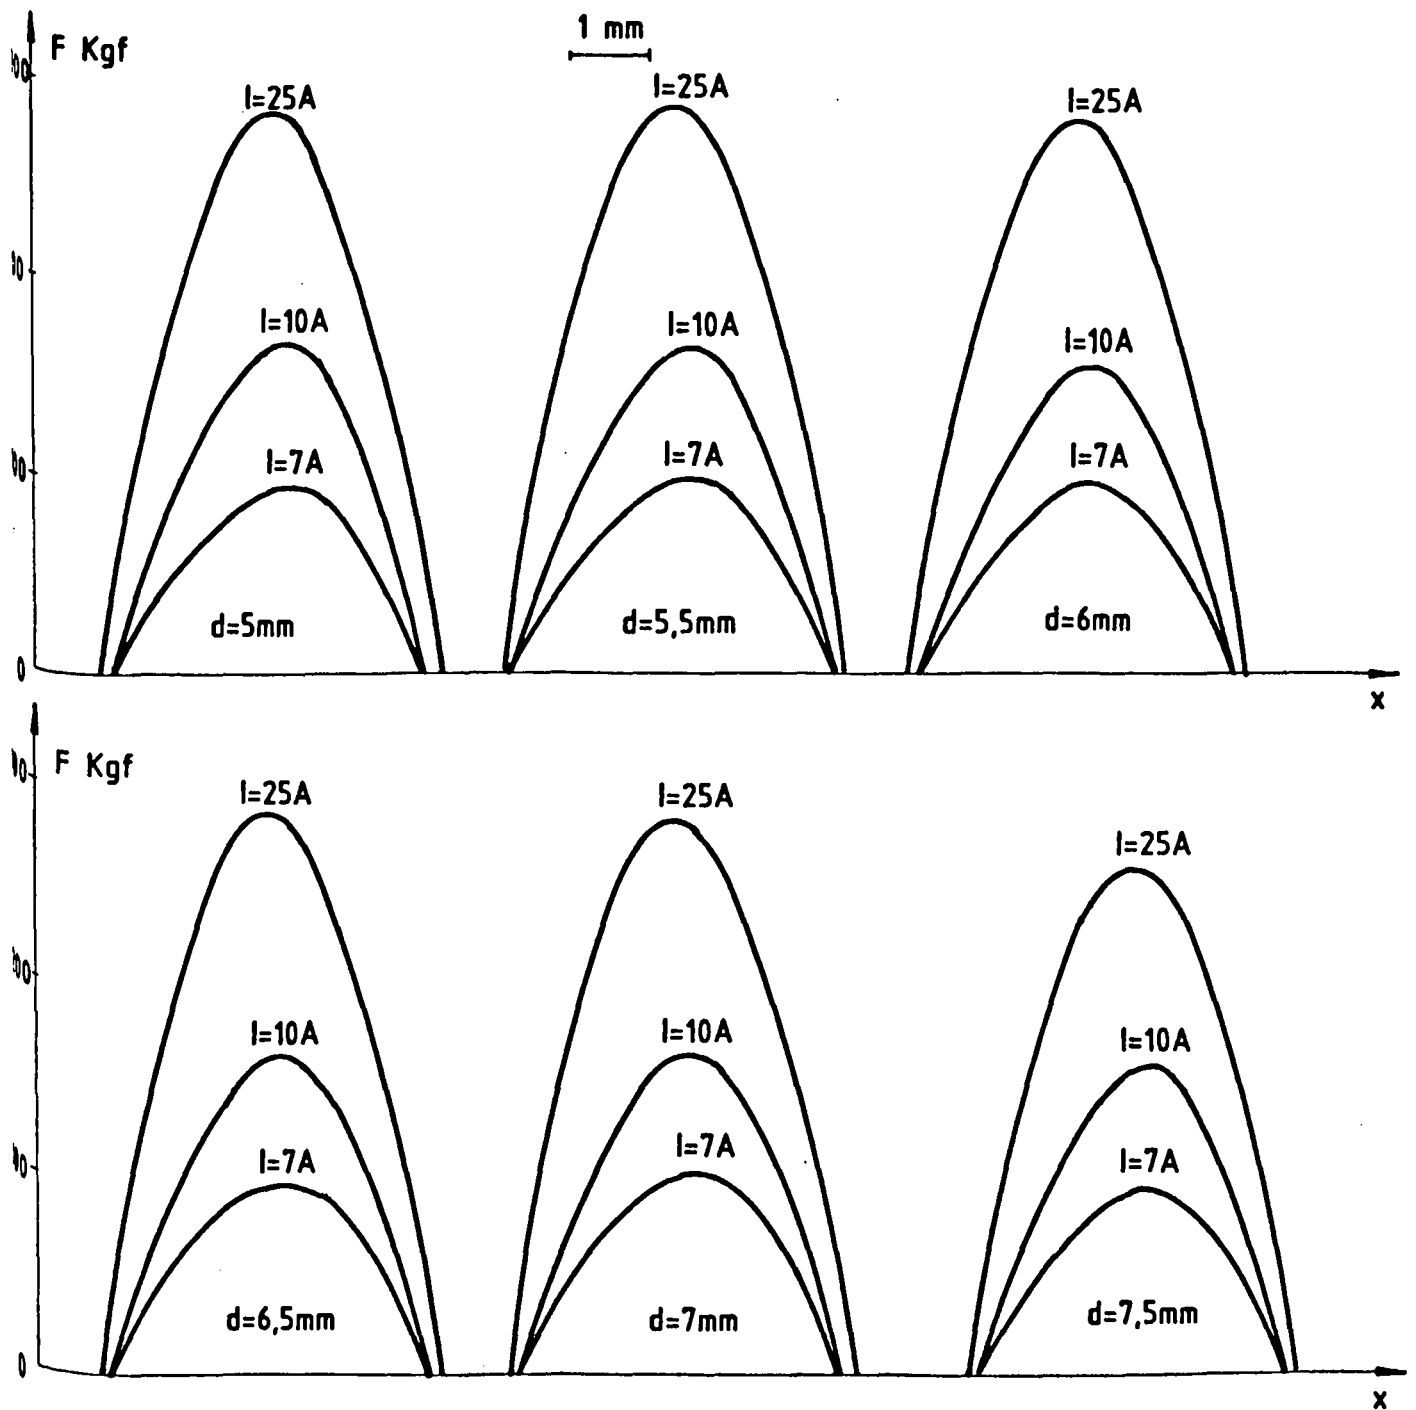 1 mm
F Kgf
I=25A
I=25A
I=25A
I=10A
I=10A
I=10A
I=7A
I=7A
I=7A
d=5mm
d=5,5mm
d=6mm
0
x
F Kgf
I=25A
I=25A
I=25A
I=10A
I=10A
I=10A
I=7A
I=7A
I=7A
d=6,5mm
d=7mm
d=7,5mm
0
x